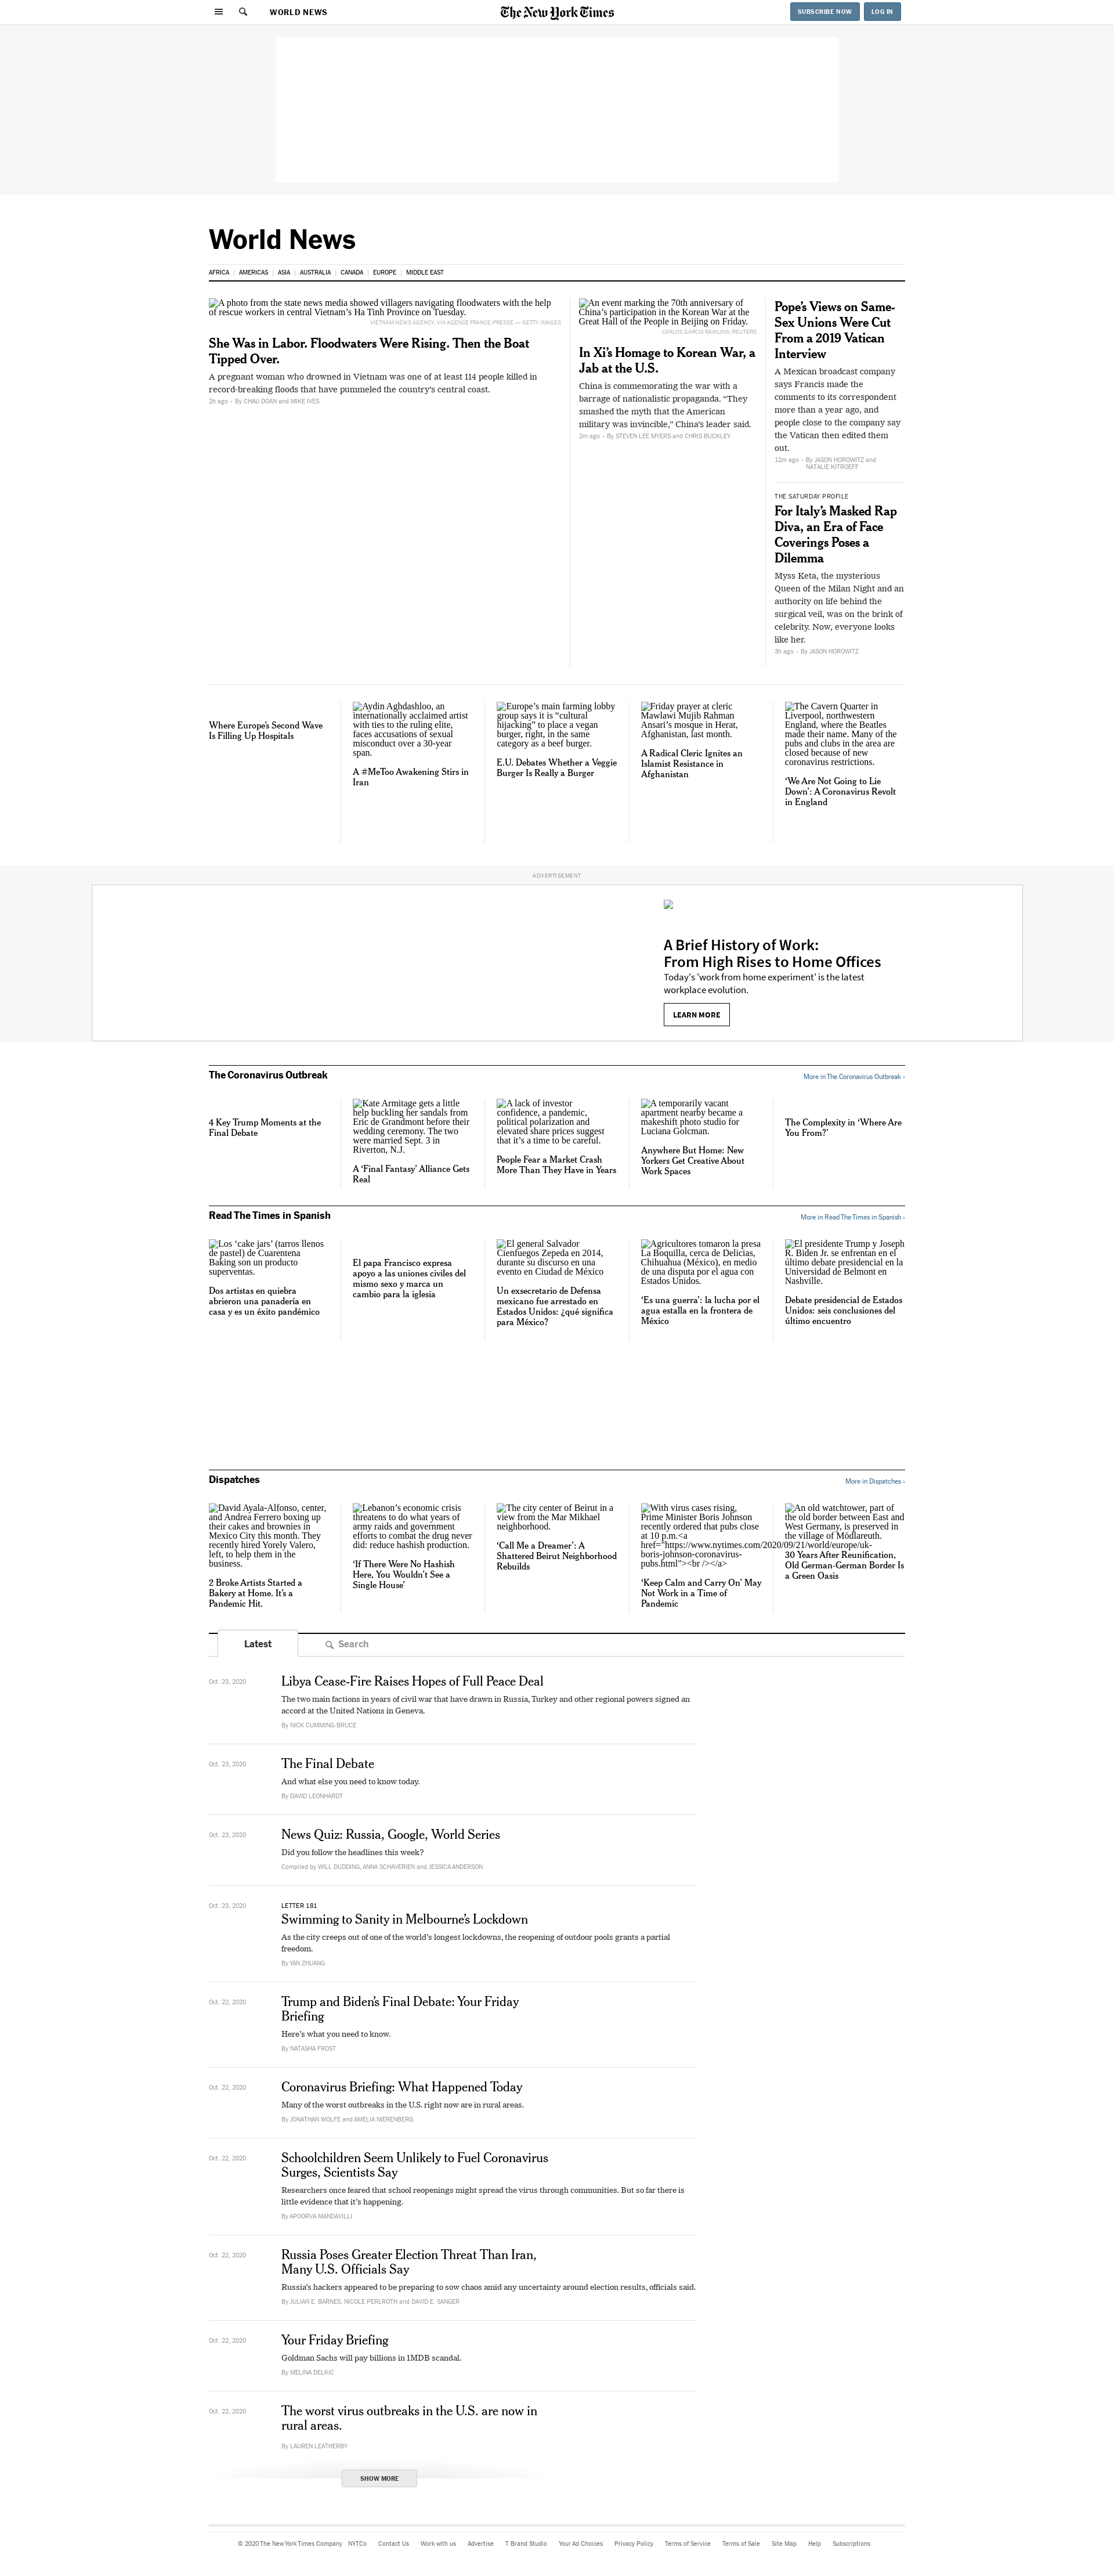 WORLD NEWS
The New York Times
SUBSCRIBE NOW
LOG IN
World News
AFRICA
AMERICAS
ASIA
AUSTRALIA
CANADA
EUROPE
MIDDLE EAST
A photo from the state news media showed villagers navigating floodwaters with the help
of rescue workers in central Vietnam's Ha Tinh Province on Tuesday.
VIETNAM NEWS AGENCY, VIA AGENCE FRANCE-PRESSE — GETTY IMAGES
She Was in Labor. Floodwaters Were Rising. Then the Boat
Tipped Over.
A pregnant woman who drowned in Vietnam was one of at least 114 people killed in
record-breaking floods that have pummeled the country's central coast.
2h ago · By CHAU DOAN and MIKE IVES
An event marking the 70th anniversary of
China's participation in the Korean War at the
Great Hall of the People in Beijing on Friday.
CARLOS GARCIA RAWLINS/REUTERS
In Xi's Homage to Korean War, a
Jab at the U.S.
China is commemorating the war with a
barrage of nationalistic propaganda. “They
smashed the myth that the American
military was invincible,” China's leader said.
2m ago · By STEVEN LEE MYERS and CHRIS BUCKLEY
Pope's Views on Same-
Sex Unions Were Cut
From a 2019 Vatican
Interview
A Mexican broadcast company
says Francis made the
comments to its correspondent
more than a year ago, and
people close to the company say
the Vatican then edited them
out.
12m ago · By JASON HOROWITZ and
NATALIE KITROEFF
THE SATURDAY PROFILE
For Italy's Masked Rap
Diva, an Era of Face
Coverings Poses a
Dilemma
Myss Keta, the mysterious
Queen of the Milan Night and an
authority on life behind the
surgical veil, was on the brink of
celebrity. Now, everyone looks
like her.
3h ago · By JASON HOROWITZ
Where Europe's Second Wave
Is Filling Up Hospitals
Aydin Aghdashloo, an
internationally acclaimed artist
with ties to the ruling elite,
faces accusations of sexual
misconduct over a 30-year
span.
A #MeToo Awakening Stirs in
Iran
Europe's main farming lobby
group says it is “cultural
hijacking” to place a vegan
burger, right, in the same
category as a beef burger.
E.U. Debates Whether a Veggie
Burger Is Really a Burger
Friday prayer at cleric
Mawlawi Mujib Rahman
Ansari's mosque in Herat,
Afghanistan, last month.
A Radical Cleric Ignites an
Islamist Resistance in
Afghanistan
The Cavern Quarter in
Liverpool, northwestern
England, where the Beatles
made their name. Many of the
pubs and clubs in the area are
closed because of new
coronavirus restrictions.
‘We Are Not Going to Lie
Down’: A Coronavirus Revolt
in England
ADVERTISEMENT
A Brief History of Work:
From High Rises to Home Offices
Today's 'work from home experiment' is the latest
workplace evolution.
LEARN MORE
The Coronavirus Outbreak
More in The Coronavirus Outbreak »
4 Key Trump Moments at the
Final Debate
Kate Armitage gets a little
help buckling her sandals from
Eric de Grandmont before their
wedding ceremony. The two
were married Sept. 3 in
Riverton, N.J.
A ‘Final Fantasy’ Alliance Gets
Real
A lack of investor
confidence, a pandemic,
political polarization and
elevated share prices suggest
that it's a time to be careful.
People Fear a Market Crash
More Than They Have in Years
A temporarily vacant
apartment nearby became a
makeshift photo studio for
Luciana Golcman.
Anywhere But Home: New
Yorkers Get Creative About
Work Spaces
The Complexity in ‘Where Are
You From?’
Read The Times in Spanish
More in Read The Times in Spanish »
Los ‘cake jars’ (tarros llenos
de pastel) de Cuarentena
Baking son un producto
superventas.
Dos artistas en quiebra
abrieron una panadería en
casa y es un éxito pandémico
El papa Francisco expresa
apoyo a las uniones civiles del
mismo sexo y marca un
cambio para la iglesia
El general Salvador
Cienfuegos Zepeda en 2014,
durante su discurso en una
evento en Ciudad de México
Un exsecretario de Defensa
mexicano fue arrestado en
Estados Unidos: ¿qué significa
para México?
Agricultores tomaron la presa
La Boquilla, cerca de Delicias,
Chihuahua (México), en medio
de una disputa por el agua con
Estados Unidos.
‘Es una guerra’: la lucha por el
agua estalla en la frontera de
México
El presidente Trump y Joseph
R. Biden Jr. se enfrentan en el
último debate presidencial en la
Universidad de Belmont en
Nashville.
Debate presidencial de Estados
Unidos: seis conclusiones del
último encuentro
Dispatches
More in Dispatches »
David Ayala-Alfonso, center,
and Andrea Ferrero boxing up
their cakes and brownies in
Mexico City this month. They
recently hired Yorely Valero,
left, to help them in the
business.
2 Broke Artists Started a
Bakery at Home. It's a
Pandemic Hit.
Lebanon's economic crisis
threatens to do what years of
army raids and government
efforts to combat the drug never
did: reduce hashish production.
‘If There Were No Hashish
Here, You Wouldn't See a
Single House’
The city center of Beirut in a
view from the Mar Mikhael
neighborhood.
‘Call Me a Dreamer’: A
Shattered Beirut Neighborhood
Rebuilds
With virus cases rising,
Prime Minister Boris Johnson
recently ordered that pubs close
at 10 p.m.<a
href="https://www.nytimes.com/2020/09/21/world/europe/uk-
boris-johnson-coronavirus-
pubs.html"><br /></a>
‘Keep Calm and Carry On’ May
Not Work in a Time of
Pandemic
An old watchtower, part of
the old border between East and
West Germany, is preserved in
the village of Mödlareuth.
30 Years After Reunification,
Old German-German Border Is
a Green Oasis
Latest
Search
Oct. 23, 2020
Libya Cease-Fire Raises Hopes of Full Peace Deal
The two main factions in years of civil war that have drawn in Russia, Turkey and other regional powers signed an
accord at the United Nations in Geneva.
By NICK CUMMING-BRUCE
Oct. 23, 2020
The Final Debate
And what else you need to know today.
By DAVID LEONHARDT
Oct. 23, 2020
News Quiz: Russia, Google, World Series
Did you follow the headlines this week?
Compiled by WILL DUDDING, ANNA SCHAVERIEN and JESSICA ANDERSON
Oct. 23, 2020
LETTER 181
Swimming to Sanity in Melbourne's Lockdown
As the city creeps out of one of the world's longest lockdowns, the reopening of outdoor pools grants a partial
freedom.
By YAN ZHUANG
Oct. 22, 2020
Trump and Biden's Final Debate: Your Friday
Briefing
Here's what you need to know.
By NATASHA FROST
Oct. 22, 2020
Coronavirus Briefing: What Happened Today
Many of the worst outbreaks in the U.S. right now are in rural areas.
By JONATHAN WOLFE and AMELIA NIERENBERG
Oct. 22, 2020
Schoolchildren Seem Unlikely to Fuel Coronavirus
Surges, Scientists Say
Researchers once feared that school reopenings might spread the virus through communities. But so far there is
little evidence that it's happening.
By APOORVA MANDAVILLI
Oct. 22, 2020
Russia Poses Greater Election Threat Than Iran,
Many U.S. Officials Say
Russia's hackers appeared to be preparing to sow chaos amid any uncertainty around election results, officials said.
By JULIAN E. BARNES, NICOLE PERLROTH and DAVID E. SANGER
Oct. 22, 2020
Your Friday Briefing
Goldman Sachs will pay billions in 1MDB scandal.
By MELINA DELKIC
Oct. 22, 2020
The worst virus outbreaks in the U.S. are now in
rural areas.
By LAUREN LEATHERBY
SHOW MORE
© 2020 The New York Times Company
NYTCo
Contact Us
Work with us
Advertise
T Brand Studio
Your Ad Choices
Privacy Policy
Terms of Service
Terms of Sale
Site Map
Help
Subscriptions